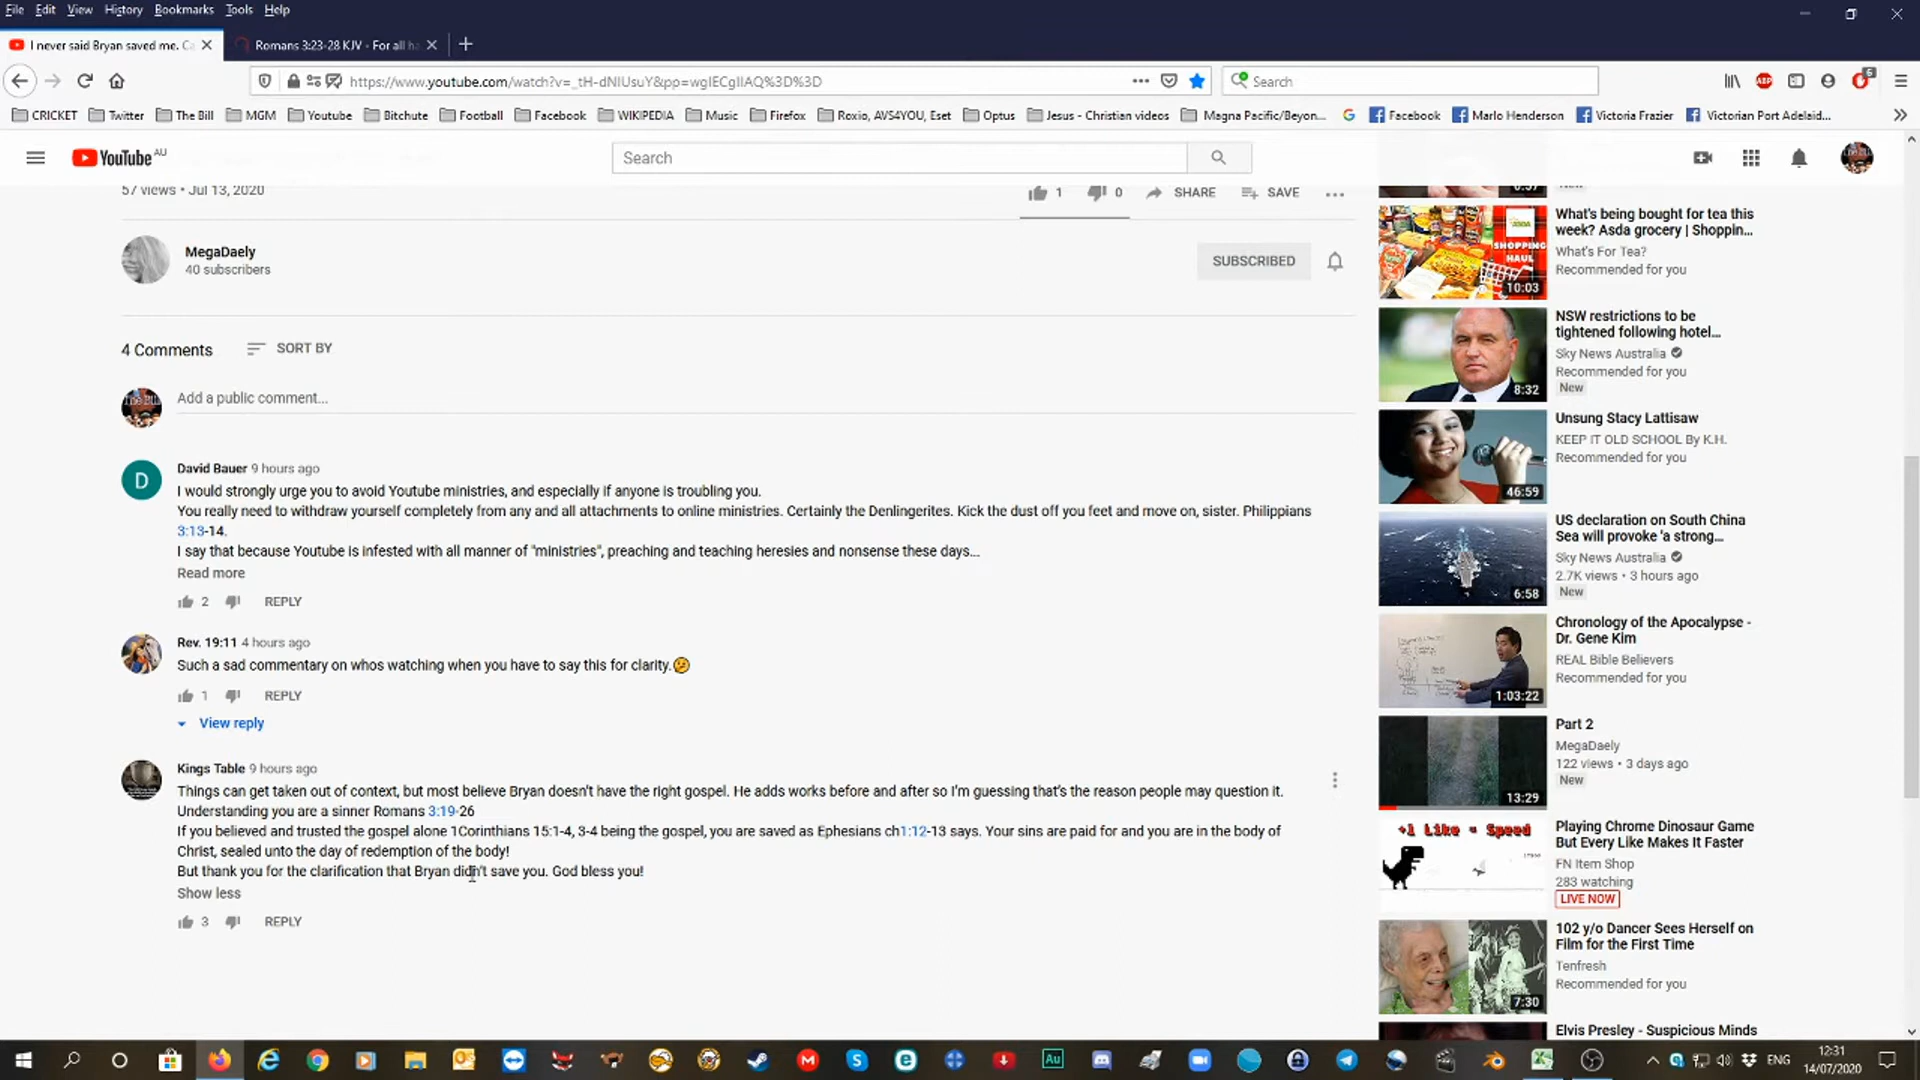 File Edit View History Bookmarks Tools Help
I never said Bryan saved me. Ca
Romans 3:23-28 KJV - For all ha
https://www.youtube.com/watch?v=_tH-dNIUsuY&pp=wgIECgIIAQ%3D%3D
Search
CRICKET Twitter The Bill MGM Youtube Bitchute Football Facebook WIKIPEDIA Music Firefox Roxio, AVS4YOU, Eset Optus Jesus - Christian videos Magna Pacific/Beyon... Facebook Marlo Henderson Victoria Frazier Victorian Port Adelaid...
YouTube AU
Search
57 views • Jul 13, 2020
1 0 SHARE SAVE
MegaDaely
40 subscribers
SUBSCRIBED
4 Comments SORT BY
Add a public comment...
David Bauer 9 hours ago
I would strongly urge you to avoid Youtube ministries, and especially if anyone is troubling you.
You really need to withdraw yourself completely from any and all attachments to online ministries. Certainly the Denlingerites. Kick the dust off you feet and move on, sister. Philippians
3:13-14.
I say that because Youtube is infested with all manner of "ministries", preaching and teaching heresies and nonsense these days...
Read more
2 REPLY
Rev. 19:11 4 hours ago
Such a sad commentary on whos watching when you have to say this for clarity.
1 REPLY
View reply
Kings Table 9 hours ago
Things can get taken out of context, but most believe Bryan doesn't have the right gospel. He adds works before and after so I'm guessing that's the reason people may question it.
Understanding you are a sinner Romans 3:19-26
If you believed and trusted the gospel alone 1Corinthians 15:1-4, 3-4 being the gospel, you are saved as Ephesians ch1:12-13 says. Your sins are paid for and you are in the body of
Christ, sealed unto the day of redemption of the body!
But thank you for the clarification that Bryan didn't save you. God bless you!
Show less
3 REPLY
What's being bought for tea this
week? Asda grocery | Shoppin...
What's For Tea?
Recommended for you
SHOPPING
HAUL
10:03
NSW restrictions to be
tightened following hotel...
Sky News Australia
Recommended for you
New
8:32
Unsung Stacy Lattisaw
KEEP IT OLD SCHOOL By K.H.
Recommended for you
46:59
US declaration on South China
Sea will provoke 'a strong...
Sky News Australia
2.7K views • 3 hours ago
New
6:58
Chronology of the Apocalypse -
Dr. Gene Kim
REAL Bible Believers
Recommended for you
1:03:22
Part 2
MegaDaely
122 views • 3 days ago
New
13:29
+1 Like = Speed
Playing Chrome Dinosaur Game
But Every Like Makes It Faster
FN Item Shop
283 watching
LIVE NOW
102 y/o Dancer Sees Herself on
Film for the First Time
Tenfresh
Recommended for you
7:30
Elvis Presley - Suspicious Minds
ENG
12:31
14/07/2020